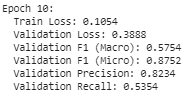 Epoch 10:
Train Loss: 0.1054
Validation Loss: 0.3888
Validation F1 (Macro): 0.5754
Validation F1 (Micro): 0.8752
Validation Precision: 0.8234
Validation Recall: 0.5354